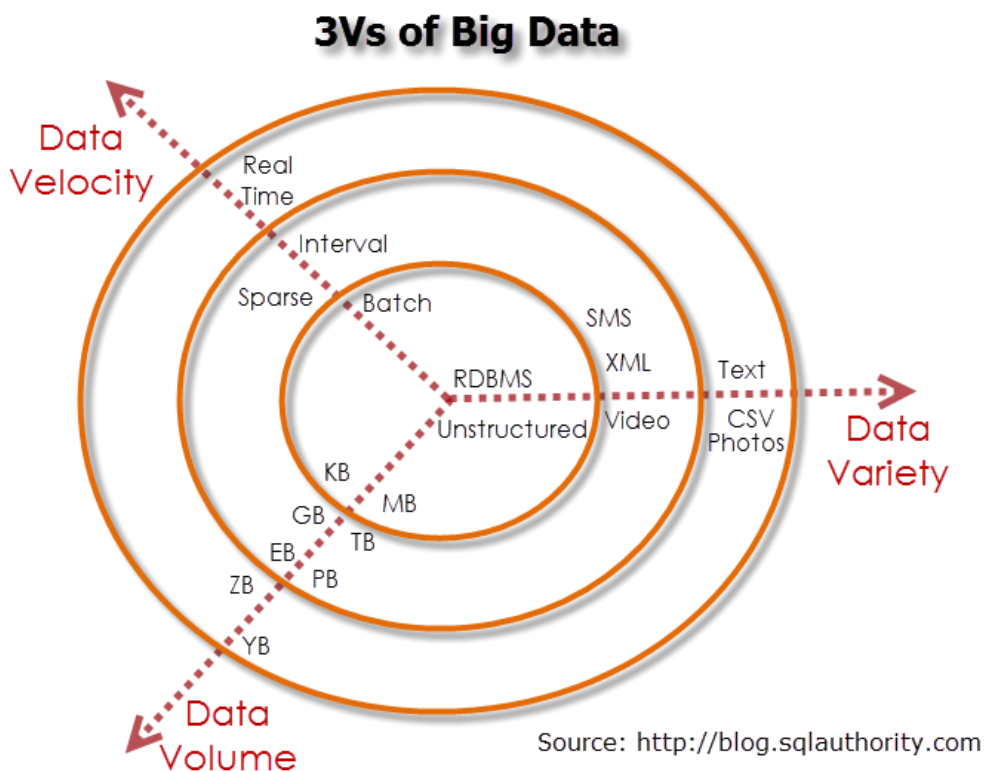 3Vs of Big Data
Data
Velocity
Real
Time
Interval
Sparse
Batch
SMS
XML
RDBMS
Text
Unstructured
Video
CSV
Photos
Data
Variety
KB
MB
GB
TB
EB
PB
ZB
YB
Data
Volume
Source: http://blog.sqlauthority.com